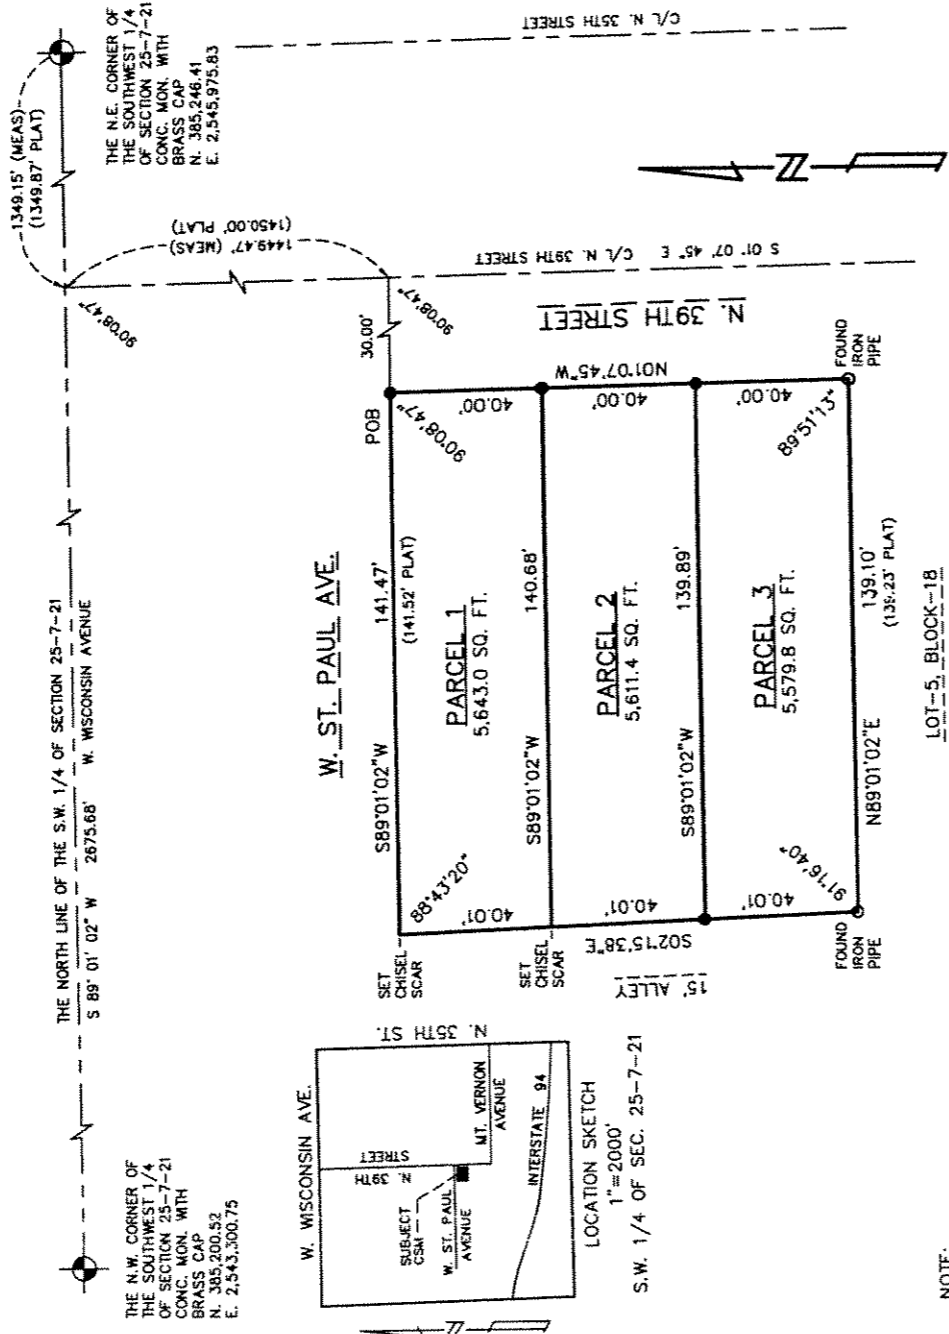 1349.15' (MEAS)
(1349.87' PLAT)
THE N.E. CORNER OF
THE SOUTHWEST 1/4
OF SECTION 25-7-21
CONC. MON. WITH
BRASS CAP
N. 385,246.41
E. 2,545,975.83
C/L N. 35TH STREET
1449.47' (MEAS)
(1450.00' PLAT)
90°08'47"
30.00'
90°08'47"
S 01° 07' 45" E C/L N. 39TH STREET
N. 39TH STREET
N
THE NORTH LINE OF THE S.W. 1/4 OF SECTION 25-7-21
S 89° 01' 02" W 2675.68' W. WISCONSIN AVENUE
W. ST. PAUL AVE.
POB
90°08'47"
N01°07'45"W
40.00'
40.00'
40.00'
FOUND
IRON
PIPE
89°51'13"
S89°01'02"W
141.47'
(141.52' PLAT)
PARCEL 1
5,643.0 SQ. FT.
S89°01'02"W
140.68'
PARCEL 2
5,611.4 SQ. FT.
S89°01'02"W
139.89'
PARCEL 3
5,579.8 SQ. FT.
N89°01'02"E
139.10'
(139.23' PLAT)
LOT-5, BLOCK-18
88°43'20"
40.01'
40.01'
40.01'
91°16'40"
S02°15'38"E
SET
CHISEL
SCAR
SET
CHISEL
SCAR
15' ALLEY
FOUND
IRON
PIPE
THE N.W. CORNER OF
THE SOUTHWEST 1/4
OF SECTION 25-7-21
CONC. MON. WITH
BRASS CAP
N. 385,200.52
E. 2,543,300.75
W. WISCONSIN AVE.
N. 35TH ST.
N. 39TH
STREET
SUBJECT
CSM
W. ST. PAUL
AVENUE
MT. VERNON
AVENUE
INTERSTATE 94
LOCATION SKETCH
1"=2000'
S.W. 1/4 OF SEC. 25-7-21
N
NOTE: